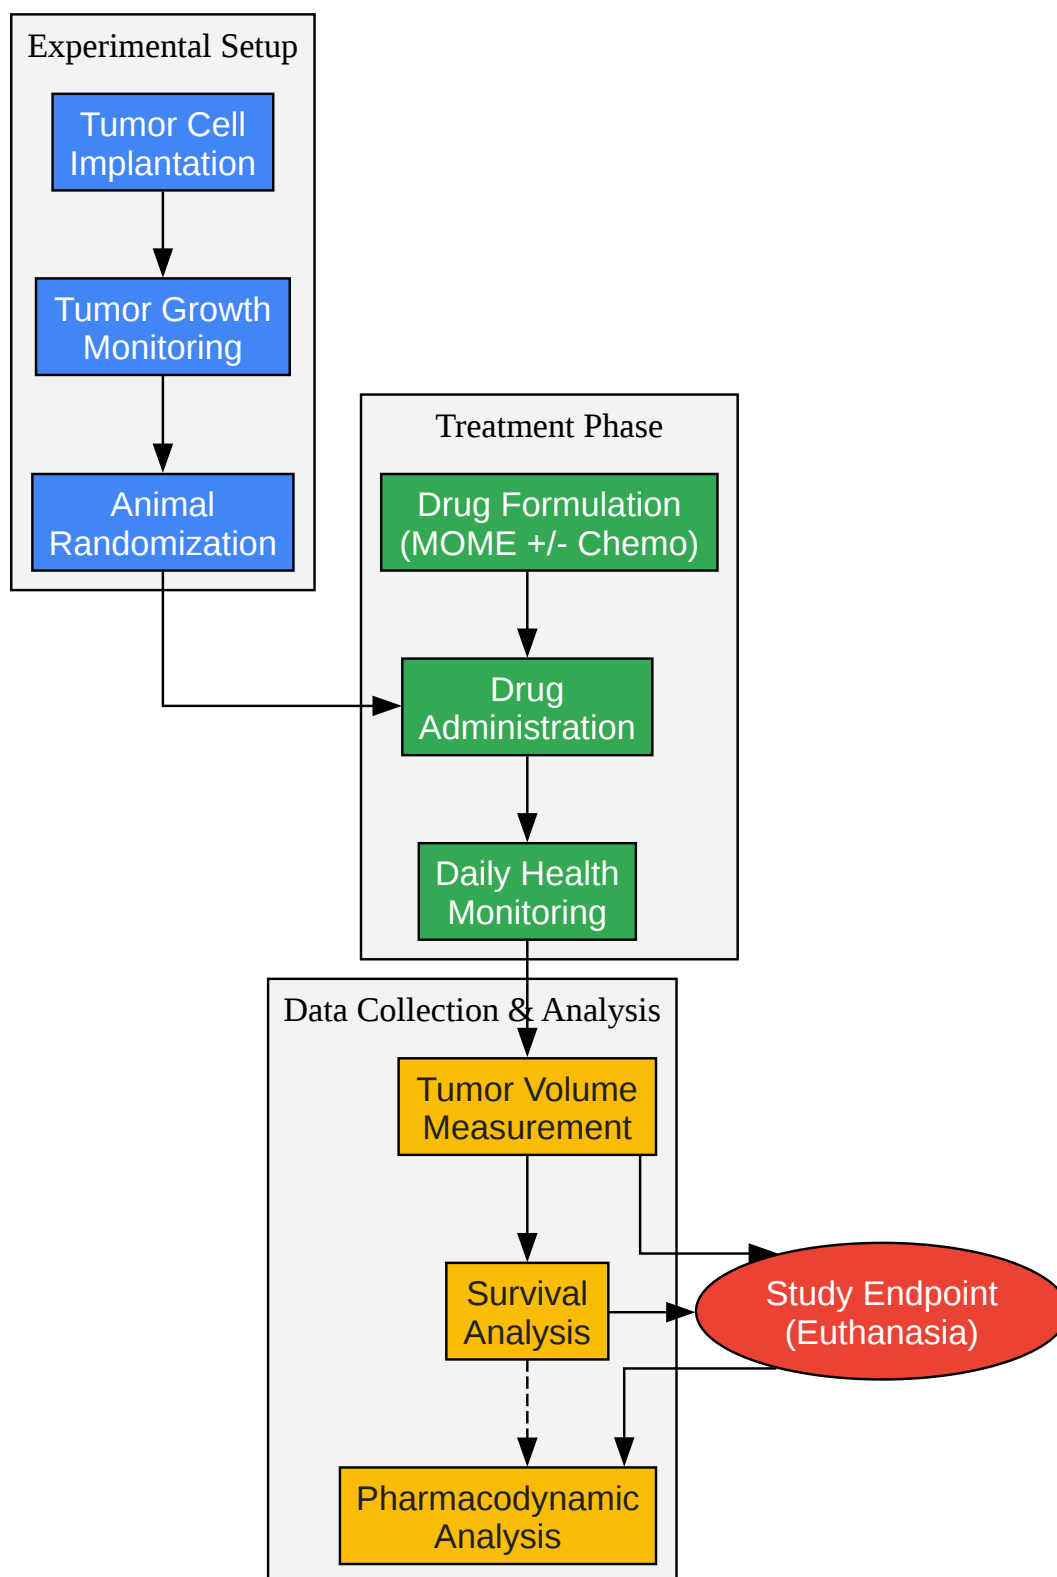 Experimental Setup
Tumor Cell
Implantation
Tumor Growth
Monitoring
Animal
Randomization
Treatment Phase
Drug Formulation
(MOME +/- Chemo)
Drug
Administration
Daily Health
Monitoring
Data Collection & Analysis
Tumor Volume
Measurement
Survival
Analysis
Study Endpoint
(Euthanasia)
Pharmacodynamic
Analysis